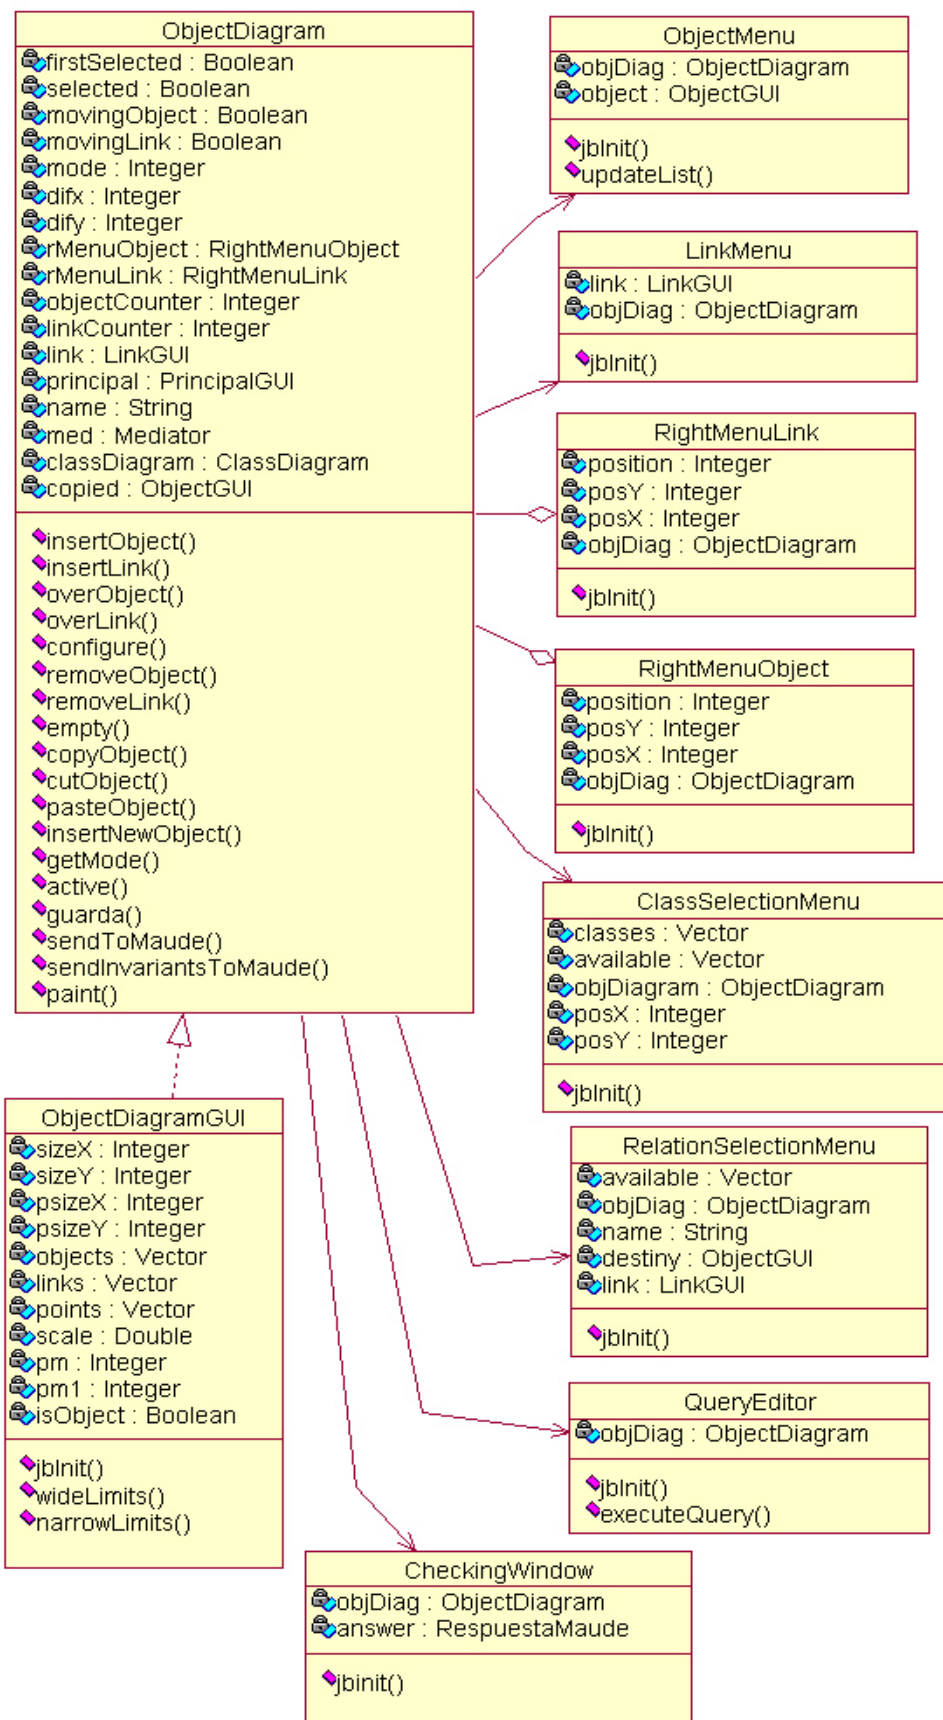 ObjectDiagram
firstSelected : Boolean
selected : Boolean
movingObject : Boolean
movingLink : Boolean
mode : Integer
difx : Integer
dify : Integer
rMenuObject : RightMenuObject
rMenuLink : RightMenuLink
objectCounter : Integer
linkCounter : Integer
link : LinkGUI
principal : PrincipalGUI
name : String
med : Mediator
classDiagram : ClassDiagram
copied : ObjectGUI
insertObject()
insertLink()
overObject()
overLink()
configure()
removeObject()
removeLink()
empty()
copyObject()
cutObject()
pasteObject()
insertNewObject()
getMode()
active()
guarda()
sendToMaude()
sendInvariantsToMaude()
paint()
ObjectMenu
objDiag : ObjectDiagram
object : ObjectGUI
jbInit()
updateList()
LinkMenu
link : LinkGUI
objDiag : ObjectDiagram
jbInit()
RightMenuLink
position : Integer
posY : Integer
posX : Integer
objDiag : ObjectDiagram
jbInit()
RightMenuObject
position : Integer
posY : Integer
posX : Integer
objDiag : ObjectDiagram
jbInit()
ClassSelectionMenu
classes : Vector
available : Vector
objDiagram : ObjectDiagram
posX : Integer
posY : Integer
jbInit()
ObjectDiagramGUI
sizeX : Integer
sizeY : Integer
psizeX : Integer
psizeY : Integer
objects : Vector
links : Vector
points : Vector
scale : Double
pm : Integer
pm1 : Integer
isObject : Boolean
jbInit()
wideLimits()
narrowLimits()
RelationSelectionMenu
available : Vector
objDiag : ObjectDiagram
name : String
destiny : ObjectGUI
link : LinkGUI
jbInit()
QueryEditor
objDiag : ObjectDiagram
jbInit()
executeQuery()
CheckingWindow
objDiag : ObjectDiagram
answer : RespuestaMaude
jbinit()